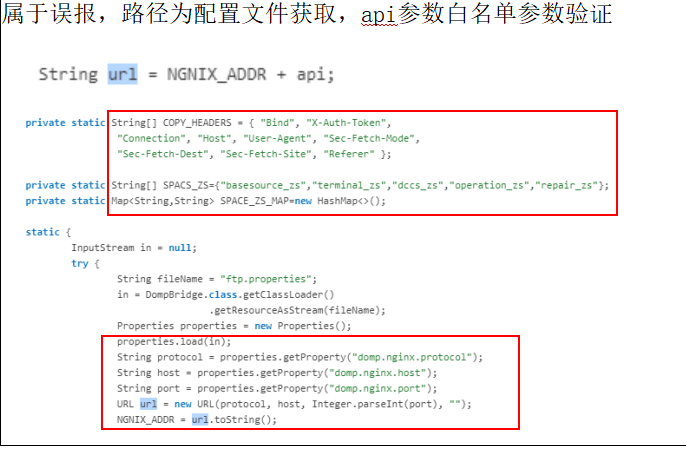 属于误报，路径为配置文件获取，api参数白名单参数验证
String url = NGNIX_ADDR + api;
private static String[] COPY_HEADERS = { "Bind", "X-Auth-Token",
"Connection", "Host", "User-Agent", "Sec-Fetch-Mode",
"Sec-Fetch-Dest", "Sec-Fetch-Site", "Referer" };
private static String[] SPACS_ZS={"basesource_zs","terminal_zs","dccs_zs","operation_zs","repair_zs"};
private static Map<String,String> SPACE_ZS_MAP=new HashMap<>();
static {
InputStream in = null;
try {
String fileName = "ftp.properties";
in = DompBridge.class.getClassLoader()
.getResourceAsStream(fileName);
Properties properties = new Properties();
properties.load(in);
String protocol = properties.getProperty("domp.nginx.protocol");
String host = properties.getProperty("domp.nginx.host");
String port = properties.getProperty("domp.nginx.port");
URL url = new URL(protocol, host, Integer.parseInt(port), "");
NGNIX_ADDR = url.toString();